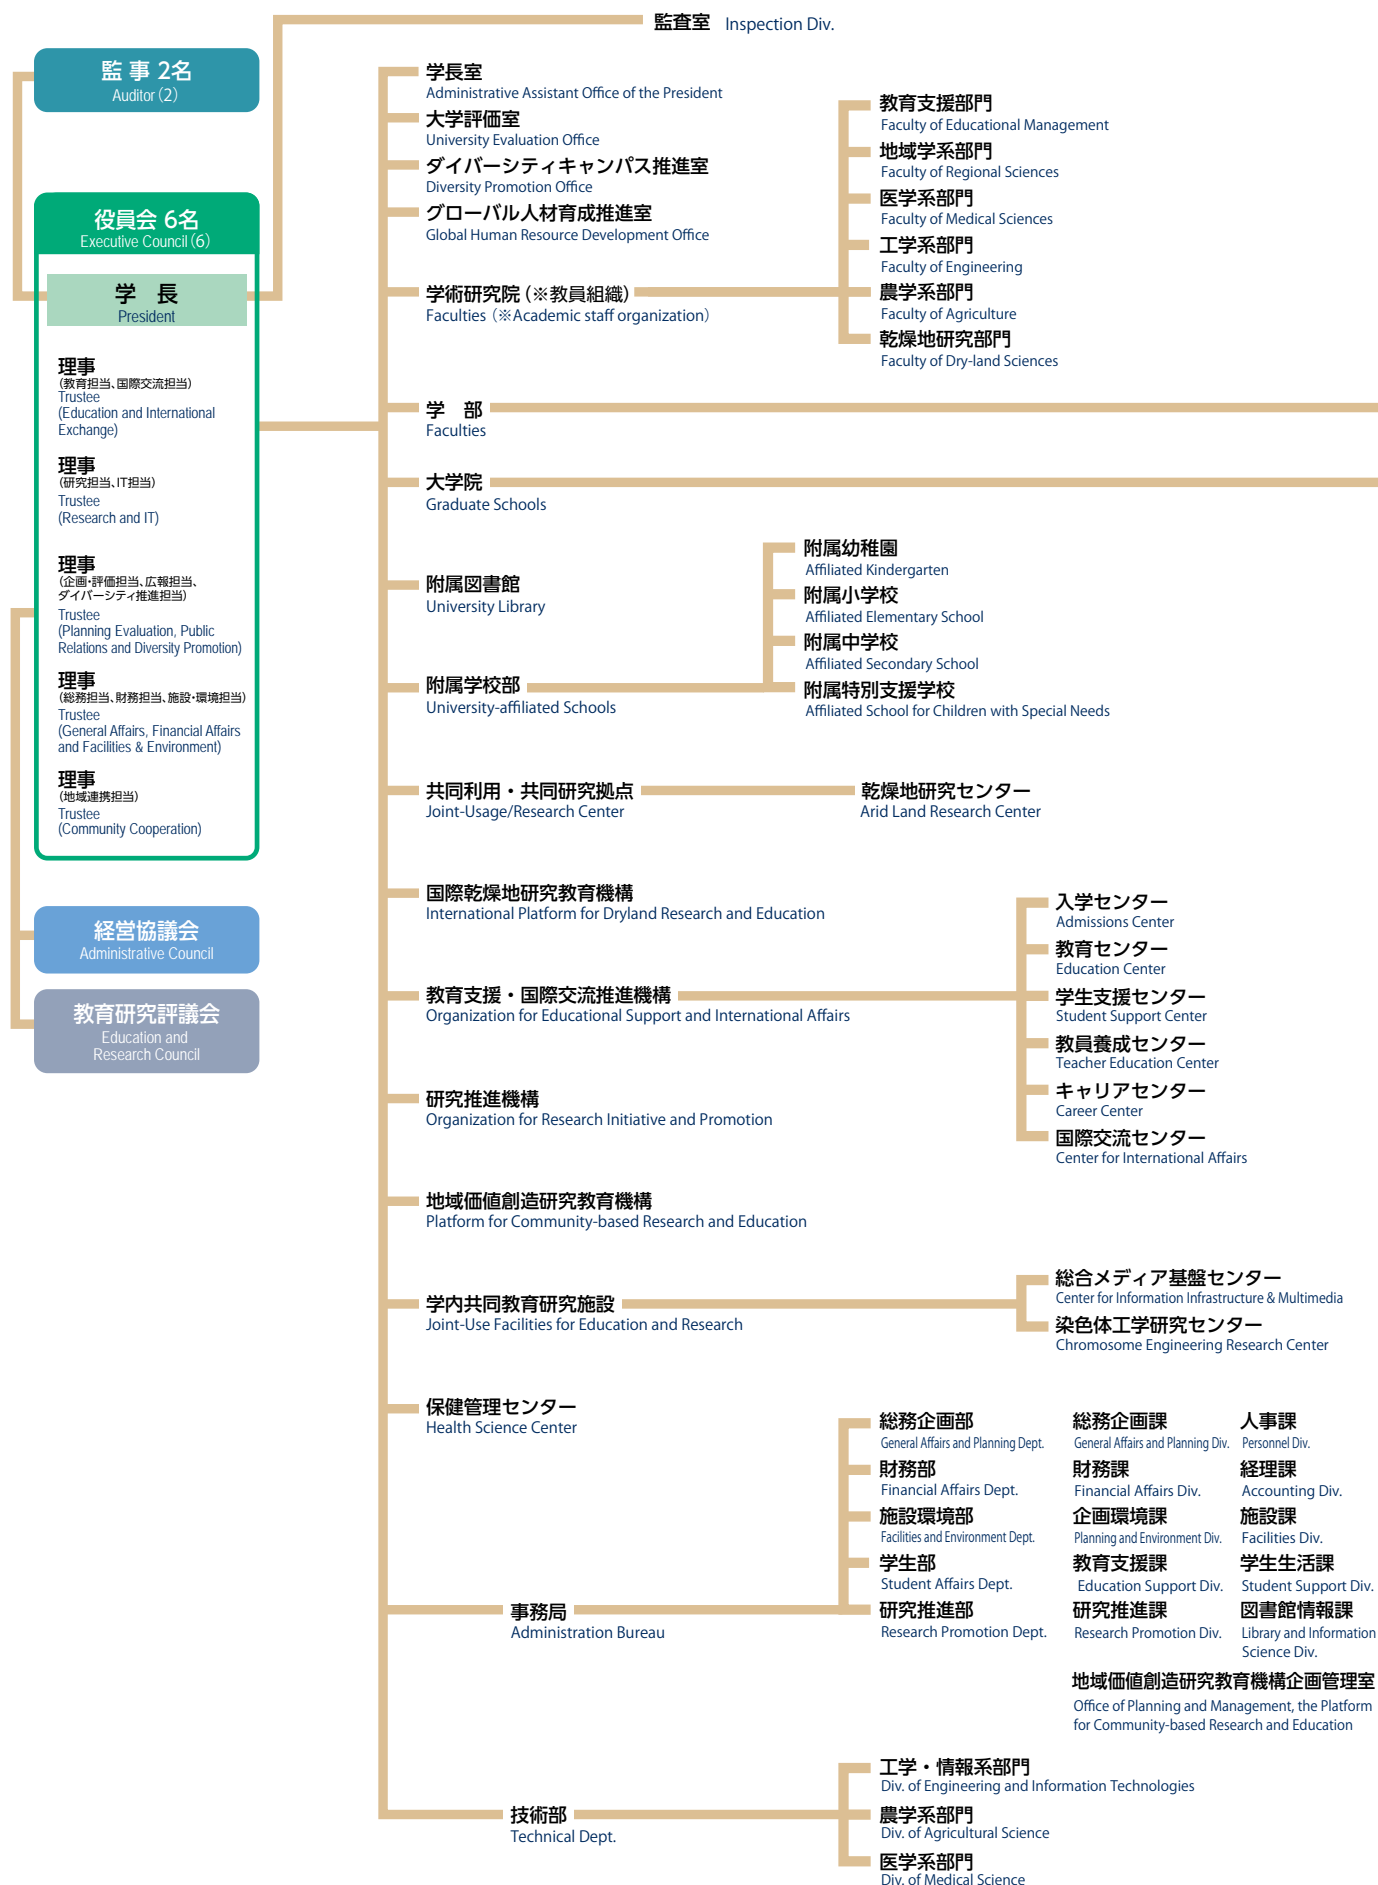 監査室 Inspection Div.
監 事 2名
Auditor (2)
役員会 6名
Executive Council (6)
学 長
President
理事
(教育担当、国際交流担当)
Trustee
(Education and International
Exchange)
理事
(研究担当、IT担当)
Trustee
(Research and IT)
理事
(企画・評価担当、広報担当、
ダイバーシティ推進担当)
Trustee
(Planning Evaluation, Public
Relations and Diversity Promotion)
理事
(総務担当、財務担当、施設・環境担当)
Trustee
(General Affairs, Financial Affairs
and Facilities & Environment)
理事
(地域連携担当)
Trustee
(Community Cooperation)
経営協議会
Administrative Council
教育研究評議会
Education and
Research Council
学長室
Administrative Assistant Office of the President
大学評価室
University Evaluation Office
ダイバーシティキャンパス推進室
Diversity Promotion Office
グローバル人材育成推進室
Global Human Resource Development Office
学術研究院（※教員組織）
Faculties（※Academic staff organization）
教育支援部門
Faculty of Educational Management
地域学系部門
Faculty of Regional Sciences
医学系部門
Faculty of Medical Sciences
工学系部門
Faculty of Engineering
農学系部門
Faculty of Agriculture
乾燥地研究部門
Faculty of Dry-land Sciences
学 部
Faculties
大学院
Graduate Schools
附属図書館
University Library
附属学校部
University-affiliated Schools
附属幼稚園
Affiliated Kindergarten
附属小学校
Affiliated Elementary School
附属中学校
Affiliated Secondary School
附属特別支援学校
Affiliated School for Children with Special Needs
共同利用・共同研究拠点
Joint-Usage/Research Center
乾燥地研究センター
Arid Land Research Center
国際乾燥地研究教育機構
International Platform for Dryland Research and Education
教育支援・国際交流推進機構
Organization for Educational Support and International Affairs
入学センター
Admissions Center
教育センター
Education Center
学生支援センター
Student Support Center
教員養成センター
Teacher Education Center
キャリアセンター
Career Center
国際交流センター
Center for International Affairs
研究推進機構
Organization for Research Initiative and Promotion
地域価値創造研究教育機構
Platform for Community-based Research and Education
学内共同教育研究施設
Joint-Use Facilities for Education and Research
総合メディア基盤センター
Center for Information Infrastructure & Multimedia
染色体工学研究センター
Chromosome Engineering Research Center
保健管理センター
Health Science Center
事務局
Administration Bureau
総務企画部 総務企画課 人事課
General Affairs and Planning Dept. General Affairs and Planning Div. Personnel Div.
財務部 財務課 経理課
Financial Affairs Dept. Financial Affairs Div. Accounting Div.
施設環境部 企画環境課 施設課
Facilities and Environment Dept. Planning and Environment Div. Facilities Div.
学生部 教育支援課 学生生活課
Student Affairs Dept. Education Support Div. Student Support Div.
研究推進部 研究推進課 図書館情報課
Research Promotion Dept. Research Promotion Div. Library and Information
Science Div.
地域価値創造研究教育機構企画管理室
Office of Planning and Management, the Platform
for Community-based Research and Education
技術部
Technical Dept.
工学・情報系部門
Div. of Engineering and Information Technologies
農学系部門
Div. of Agricultural Science
医学系部門
Div. of Medical Science